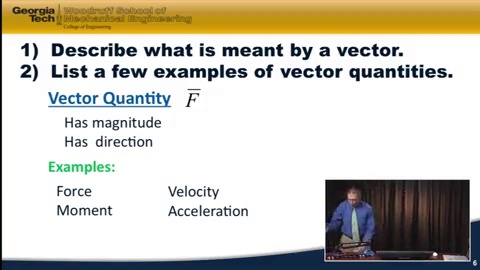 Georgia Tech
Woodruff School of
Mechanical Engineering
College of Engineering
1) Describe what is meant by a vector.
2) List a few examples of vector quantities.
Vector Quantity F̅
Has magnitude
Has direction
Examples:
Force Velocity
Moment Acceleration
6